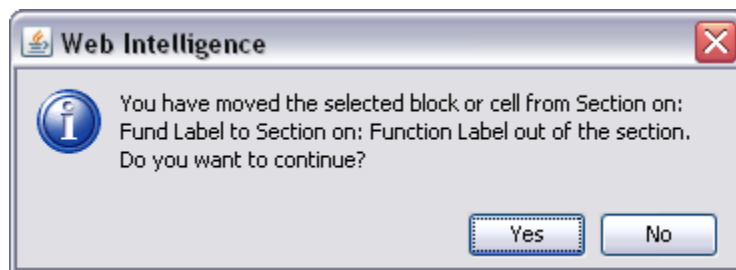 Web Intelligence
You have moved the selected block or cell from Section on:
Fund Label to Section on: Function Label out of the section.
Do you want to continue?
Yes No